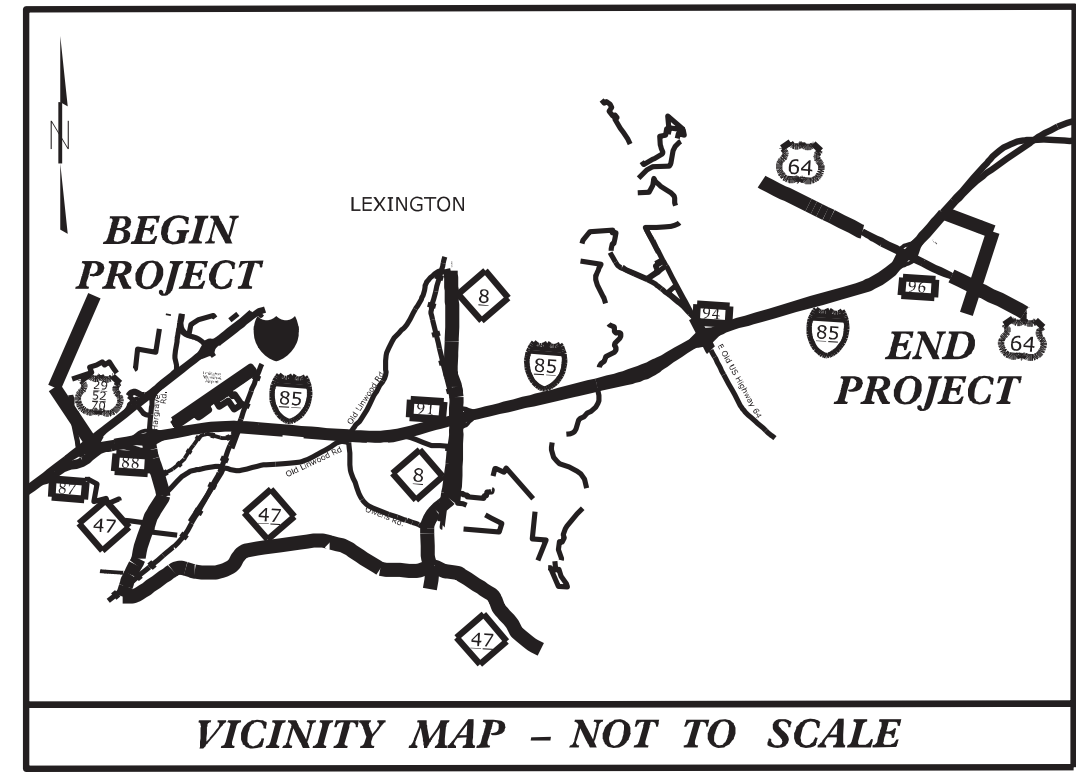 N
BEGIN
PROJECT
LEXINGTON
64
8
94
96
64
85
END
PROJECT
85
29
52
70
85
91
Hargrave
Rd.
Old Linwood Rd
E Old US Highway 64
88
Old Linwood Rd
8
87
47
47
Owens Rd.
47
VICINITY MAP – NOT TO SCALE